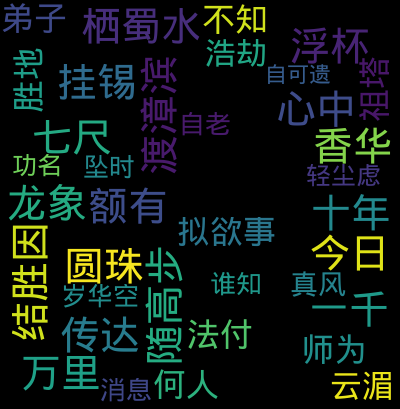 弟子
栖蜀水
不知
浩劫
浮杯
自可遗
胜地
挂锡
渡漳滨
心中
祖塔
自老
七尺
香华
功名
坠时
轻尘虑
龙象
额有
十年
拟欲事
结胜因
圆珠
随高步
今日
谁知
真风
岁华空
一千
传达
法付
师为
万里
消息
何人
云湄